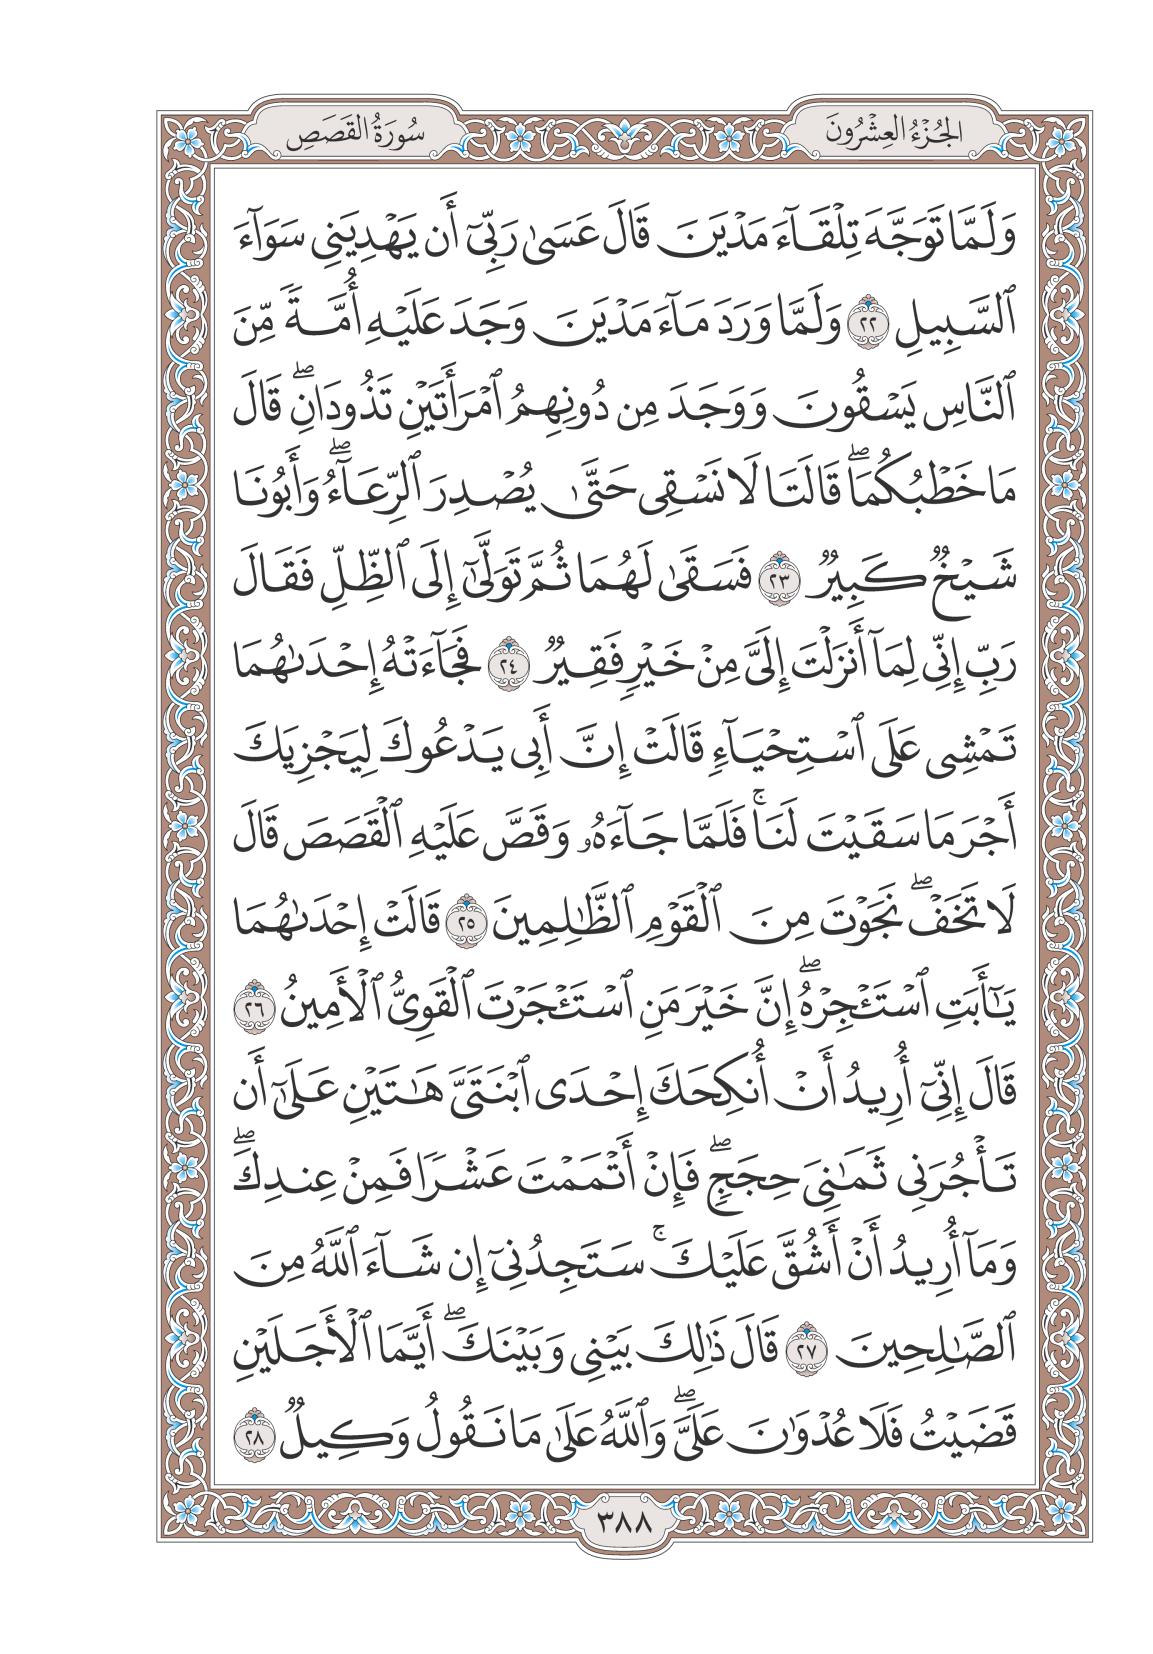 الجُزْءُ العِشْرُونَ
سُورَةُ القَصَصِ
وَلَمَّا تَوَجَّهَ تِلْقَآءَ مَدْيَنَ قَالَ عَسَىٰ رَبِّىٓ أَن يَهْدِيَنِى سَوَآءَ
ٱلسَّبِيلِ ٢٢ وَلَمَّا وَرَدَ مَآءَ مَدْيَنَ وَجَدَ عَلَيْهِ أُمَّةً مِّنَ
ٱلنَّاسِ يَسْقُونَ وَوَجَدَ مِن دُونِهِمُ ٱمْرَأَتَيْنِ تَذُودَانِۖ قَالَ
مَا خَطْبُكُمَاۖ قَالَتَا لَا نَسْقِى حَتَّىٰ يُصْدِرَ ٱلرِّعَآءُۖ وَأَبُونَا
شَيْخٌ كَبِيرٌ ٢٣ فَسَقَىٰ لَهُمَا ثُمَّ تَوَلَّىٰٓ إِلَى ٱلظِّلِّ فَقَالَ
رَبِّ إِنِّى لِمَآ أَنزَلْتَ إِلَىَّ مِنْ خَيْرٍ فَقِيرٌ ٢٤ فَجَآءَتْهُ إِحْدَىٰهُمَا
تَمْشِى عَلَى ٱسْتِحْيَآءٍ قَالَتْ إِنَّ أَبِى يَدْعُوكَ لِيَجْزِيَكَ
أَجْرَ مَا سَقَيْتَ لَنَاۚ فَلَمَّا جَآءَهُۥ وَقَصَّ عَلَيْهِ ٱلْقَصَصَ قَالَ
لَا تَخَفْۖ نَجَوْتَ مِنَ ٱلْقَوْمِ ٱلظَّٰلِمِينَ ٢٥ قَالَتْ إِحْدَىٰهُمَا
يَٰٓأَبَتِ ٱسْتَـْٔجِرْهُۖ إِنَّ خَيْرَ مَنِ ٱسْتَـْٔجَرْتَ ٱلْقَوِىُّ ٱلْأَمِينُ ٢٦
قَالَ إِنِّىٓ أُرِيدُ أَنْ أُنكِحَكَ إِحْدَى ٱبْنَتَىَّ هَٰتَيْنِ عَلَىٰٓ أَن
تَأْجُرَنِى ثَمَٰنِىَ حِجَجٍۖ فَإِنْ أَتْمَمْتَ عَشْرًا فَمِنْ عِندِكَۖ
وَمَآ أُرِيدُ أَنْ أَشُقَّ عَلَيْكَۚ سَتَجِدُنِىٓ إِن شَآءَ ٱللَّهُ مِنَ
ٱلصَّٰلِحِينَ ٢٧ قَالَ ذَٰلِكَ بَيْنِى وَبَيْنَكَۖ أَيَّمَا ٱلْأَجَلَيْنِ
قَضَيْتُ فَلَا عُدْوَٰنَ عَلَىَّۖ وَٱللَّهُ عَلَىٰ مَا نَقُولُ وَكِيلٌ ٢٨
٣٨٨